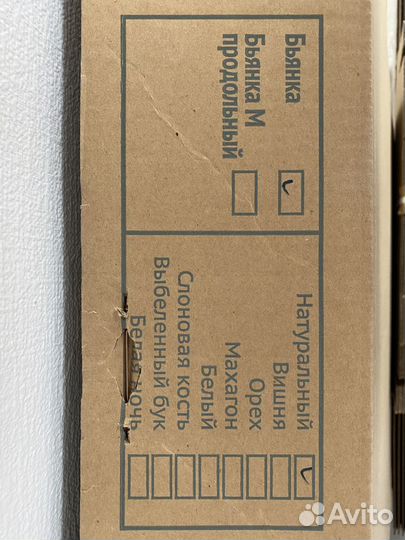 Бьянка
Бьянка М
продольный
Натуральный
Вишня
Орех
Махагон
Белый
Слоновая кость
Выбеленный бук
Белая ночь
Avito